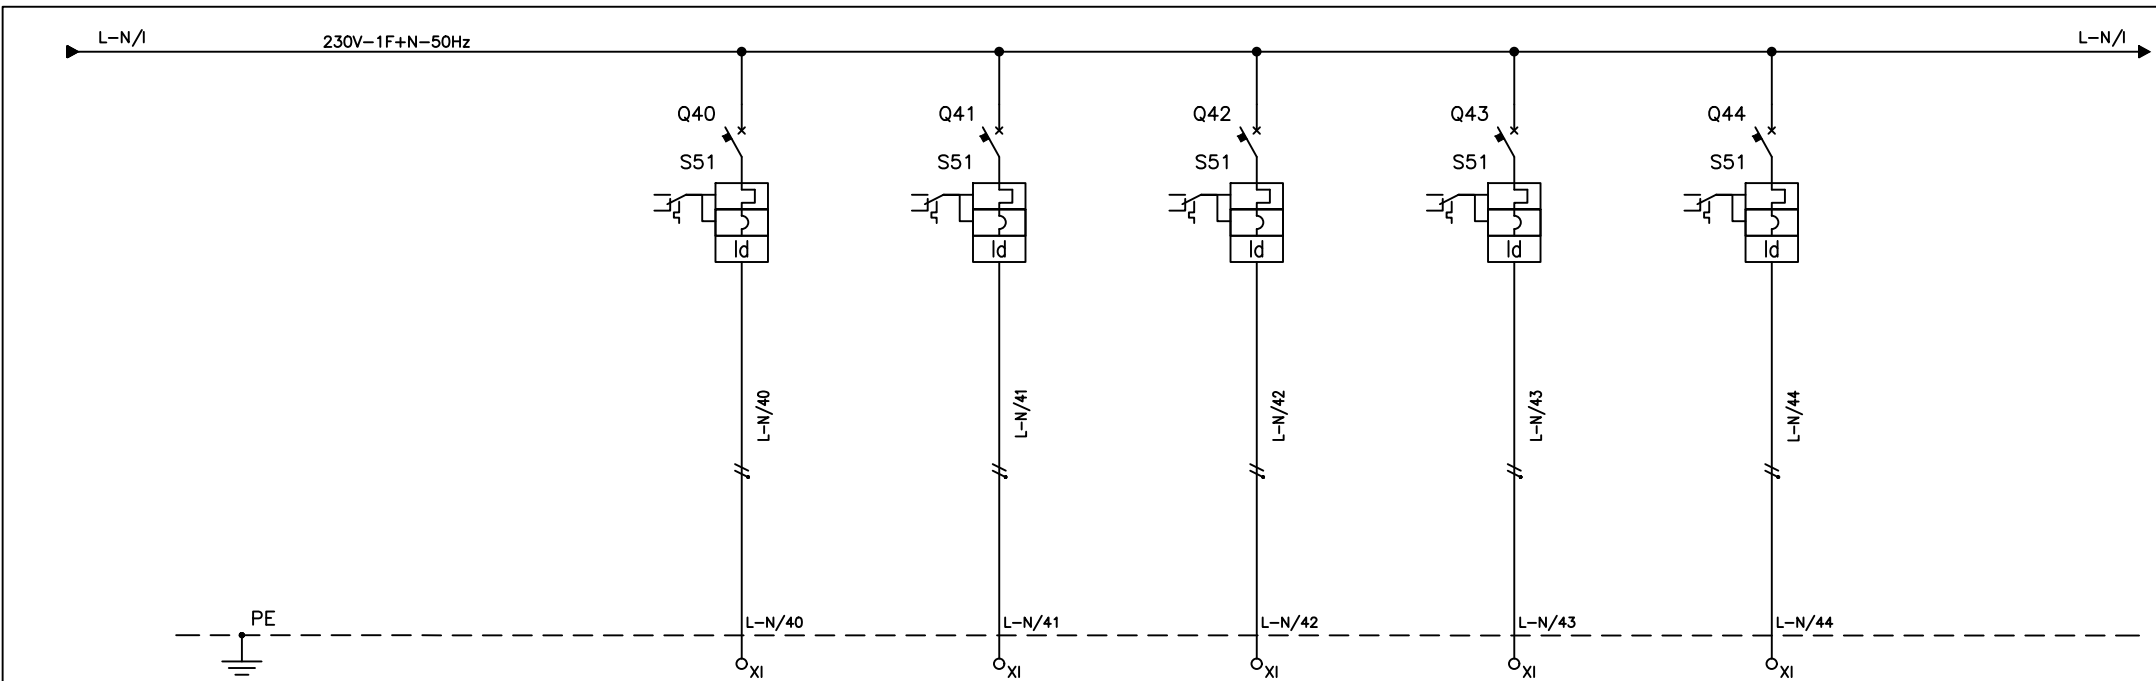 L-N/I 230V-1F+N-50Hz L-N/I
Q40 Q41 Q42 Q43 Q44
S51 S51 S51 S51 S51
Id Id Id Id Id
L-N/40 L-N/41 L-N/42 L-N/43 L-N/44
PE L-N/40 L-N/41 L-N/42 L-N/43 L-N/44
XI XI XI XI XI